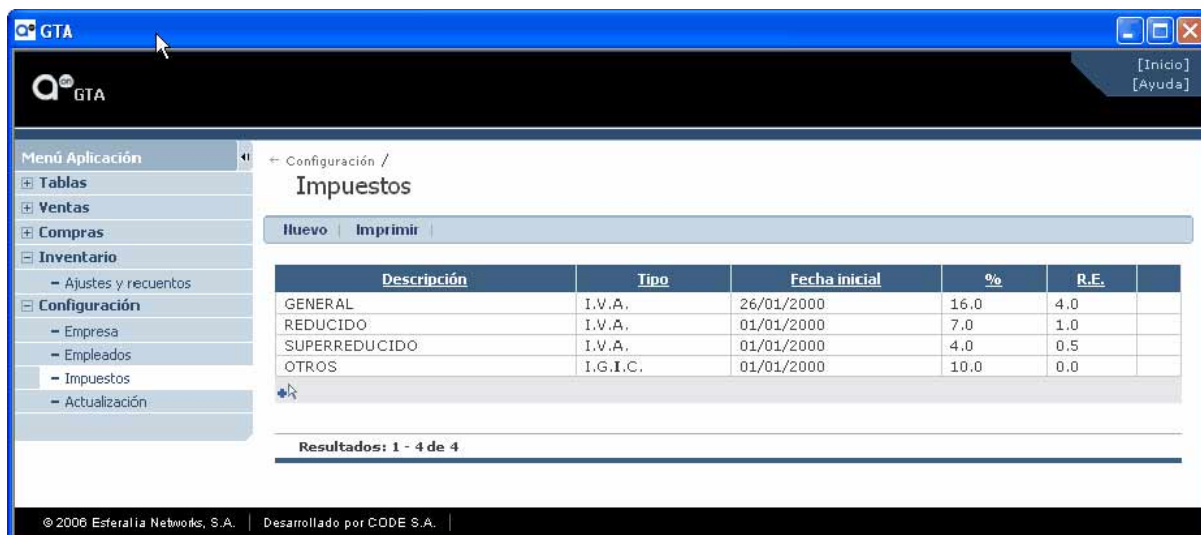 GTA
[Inicio]
[Ayuda]
aon GTA
Menú Aplicación
Tablas
Ventas
Compras
Inventario
Ajustes y recuentos
Configuración
Empresa
Empleados
Impuestos
Actualización
← Configuración /
Impuestos
Nuevo | Imprimir |
Descripción Tipo Fecha inicial % R.E.
GENERAL I.V.A. 26/01/2000 16.0 4.0
REDUCIDO I.V.A. 01/01/2000 7.0 1.0
SUPERREDUCIDO I.V.A. 01/01/2000 4.0 0.5
OTROS I.G.I.C. 01/01/2000 10.0 0.0
Resultados: 1 - 4 de 4
© 2006 Esferalia Networks, S.A. | Desarrollado por CODE S.A. |